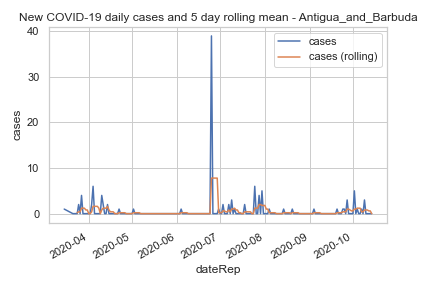 New COVID-19 daily cases and 5 day rolling mean - Antigua_and_Barbuda
cases
cases (rolling)
40
30
20
10
0
cases
2020-04
2020-05
2020-06
2020-07
2020-08
2020-09
2020-10
dateRep